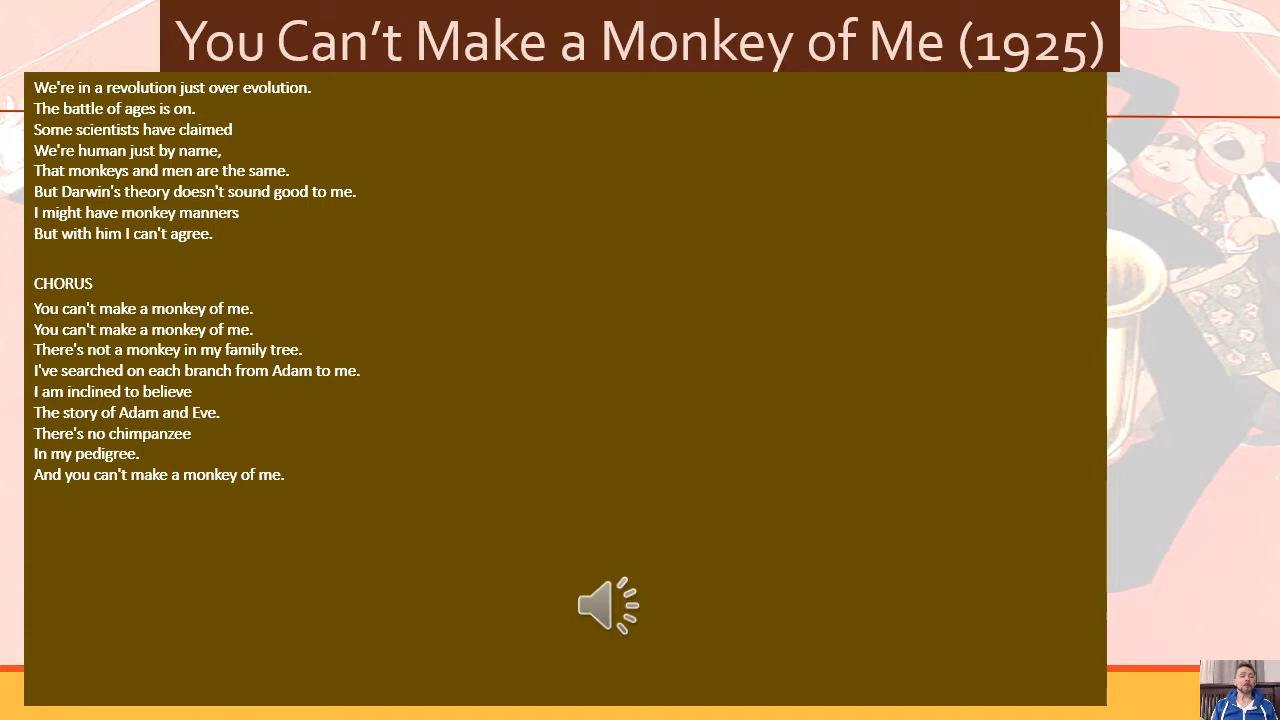 You Can’t Make a Monkey of Me (1925)
We're in a revolution just over evolution.
The battle of ages is on.
Some scientists have claimed
We're human just by name,
That monkeys and men are the same.
But Darwin's theory doesn't sound good to me.
I might have monkey manners
But with him I can't agree.
CHORUS
You can't make a monkey of me.
You can't make a monkey of me.
There's not a monkey in my family tree.
I've searched on each branch from Adam to me.
I am inclined to believe
The story of Adam and Eve.
There's no chimpanzee
In my pedigree.
And you can't make a monkey of me.